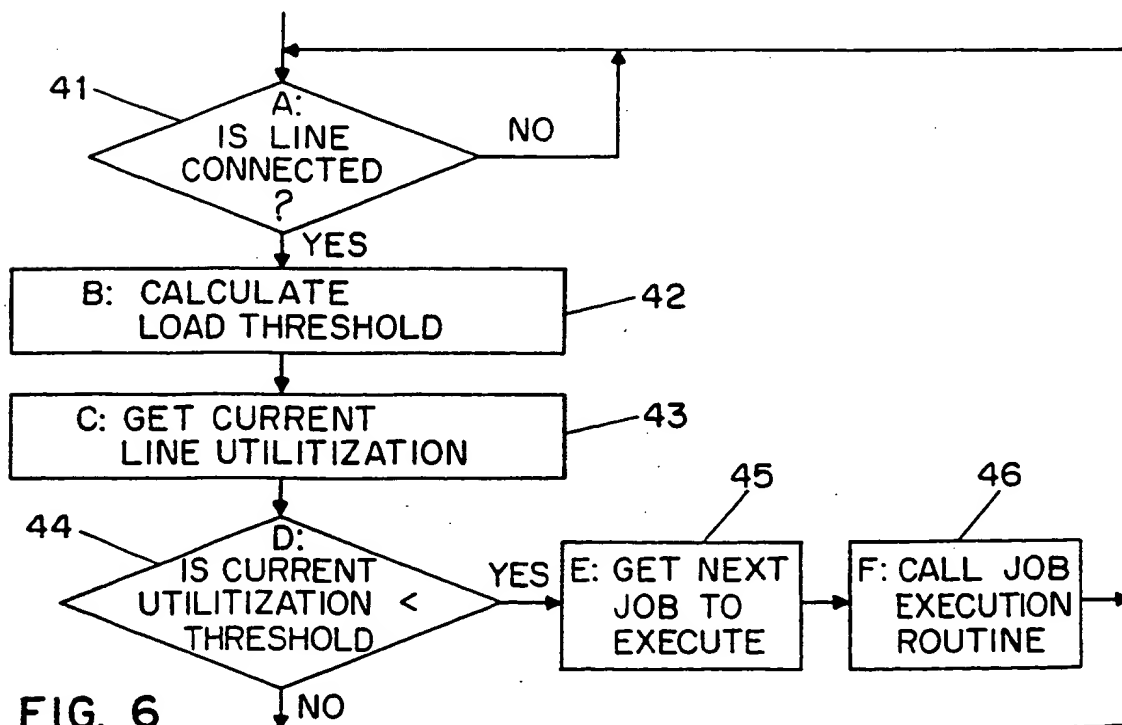 41
A:
IS LINE
CONNECTED
?
NO
YES
B: CALCULATE
LOAD THRESHOLD
42
C: GET CURRENT
LINE UTILITIZATION
43
44
D:
IS CURRENT
UTILITIZATION <
THRESHOLD
YES
45
E: GET NEXT
JOB TO
EXECUTE
46
F: CALL JOB
EXECUTION
ROUTINE
NO
FIG. 6